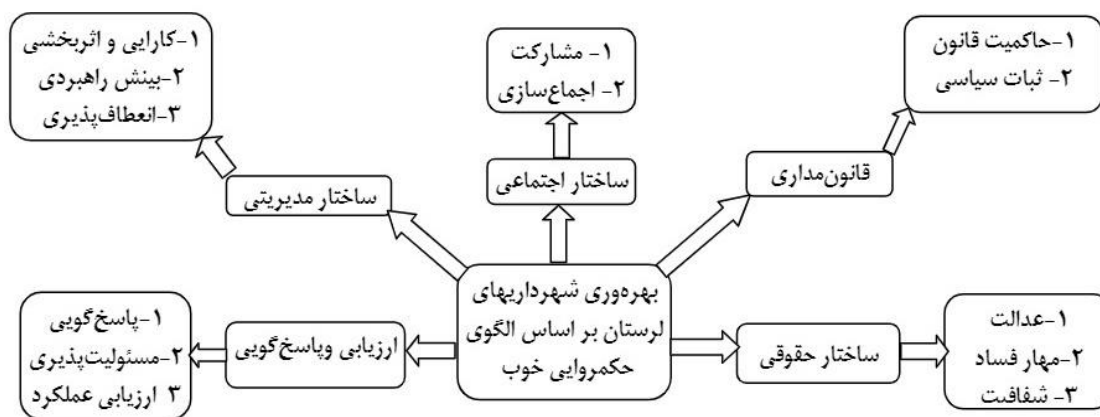 ۱-حاکمیت قانون
۲- ثبات سیاسی
۱- مشارکت
۲- اجماع‌سازی
۱-کارایی و اثربخشی
۲-بینش راهبردی
۳-انعطاف‌پذیری
قانون‌مداری
ساختار اجتماعی
ساختار مدیریتی
بهره‌وری شهرداریهای
لرستان بر اساس الگوی
حکمروایی خوب
ساختار حقوقی
۱-عدالت
۲-مهار فساد
۳- شفافیت
ارزیابی وپاسخ‌گویی
۱-پاسخ‌گویی
۲-مسئولیت‌پذیری
۳ ارزیابی عملکرد